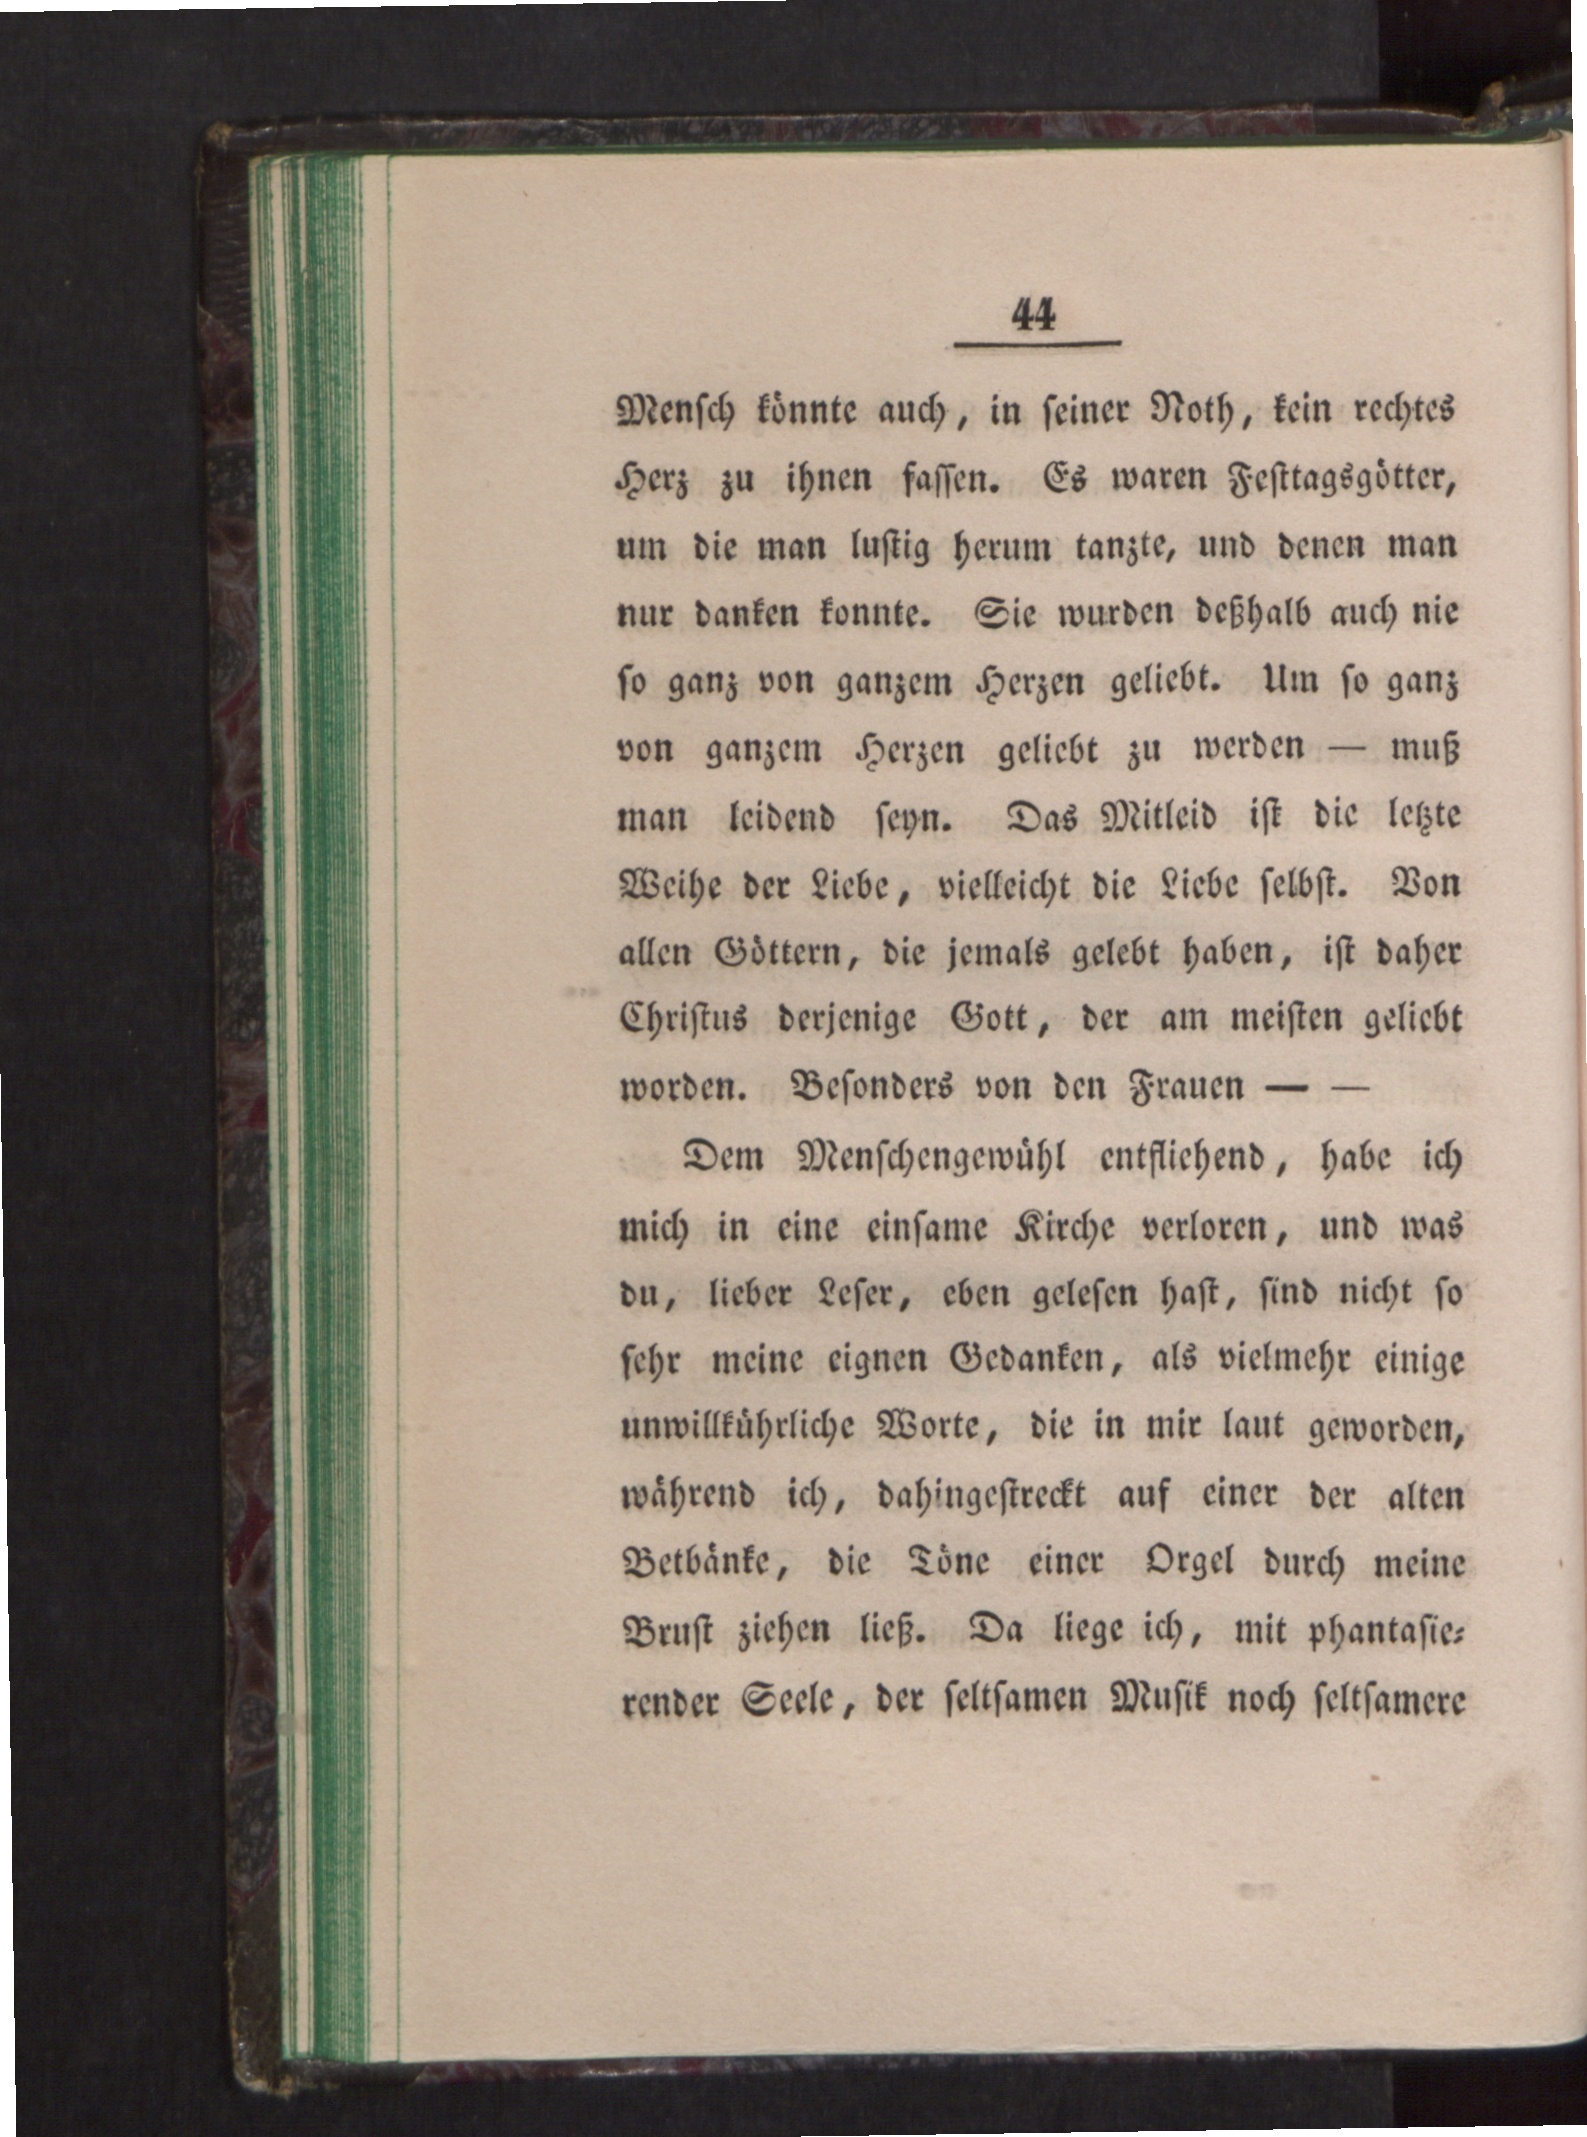 44
Menſch könnte auch, in ſeiner Noth, kein rechtes
Herz zu ihnen faſſen. Es waren Feſttagsgötter,
um die man luſtig herum tanzte, und denen man
nur danken konnte. Sie wurden deßhalb auch nie
ſo ganz von ganzem Herzen geliebt. Um ſo ganz
von ganzem Herzen geliebt zu werden — muß
man leidend ſeyn. Das Mitleid iſt die letzte
Weihe der Liebe, vielleicht die Liebe ſelbſt. Von
allen Göttern, die jemals gelebt haben, iſt daher
Chriſtus derjenige Gott, der am meiſten geliebt
worden. Beſonders von den Frauen — —
Dem Menſchengewühl entfliehend, habe ich
mich in eine einſame Kirche verloren, und was
du, lieber Leſer, eben geleſen haſt, ſind nicht ſo
ſehr meine eignen Gedanken, als vielmehr einige
unwillkührliche Worte, die in mir laut geworden,
während ich, dahingeſtreckt auf einer der alten
Betbänke, die Töne einer Orgel durch meine
Bruſt ziehen ließ. Da liege ich, mit phantaſie⸗
render Seele, der ſeltſamen Muſik noch ſeltſamere